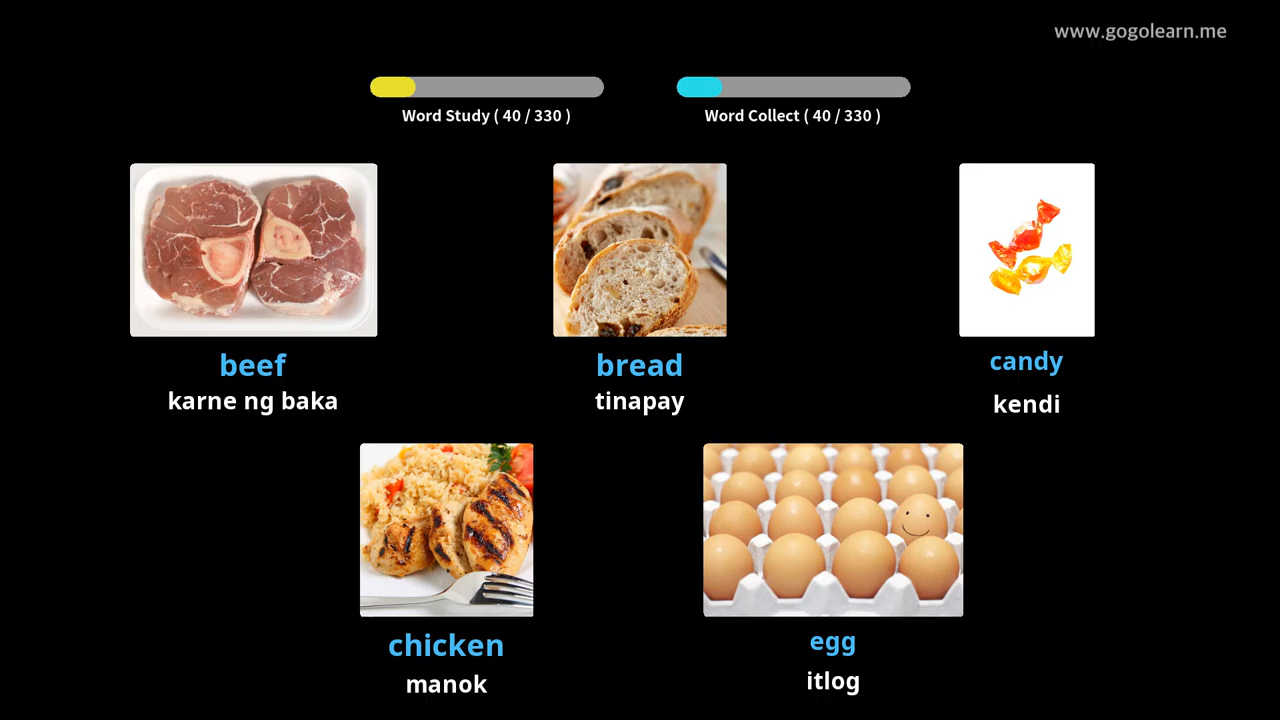 www.gogolearn.me
Word Study ( 40 / 330 )
Word Collect ( 40 / 330 )
beef
karne ng baka
bread
tinapay
candy
kendi
chicken
manok
egg
itlog